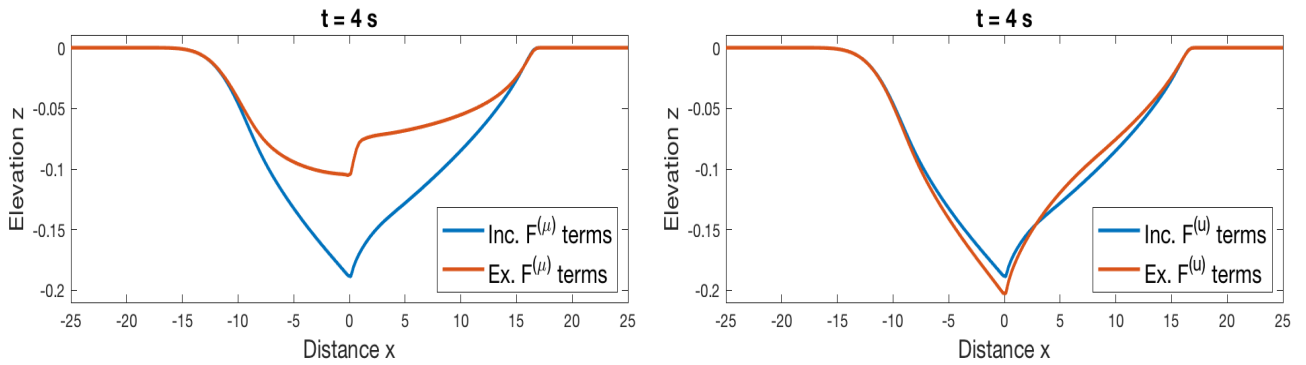 t = 4 s
0
-0.05
-0.1
-0.15
-0.2
Elevation z
-25 -20 -15 -10 -5 0 5 10 15 20 25
Distance x
Inc. F^(μ) terms
Ex. F^(μ) terms
t = 4 s
0
-0.05
-0.1
-0.15
-0.2
Elevation z
-25 -20 -15 -10 -5 0 5 10 15 20 25
Distance x
Inc. F^(u) terms
Ex. F^(u) terms